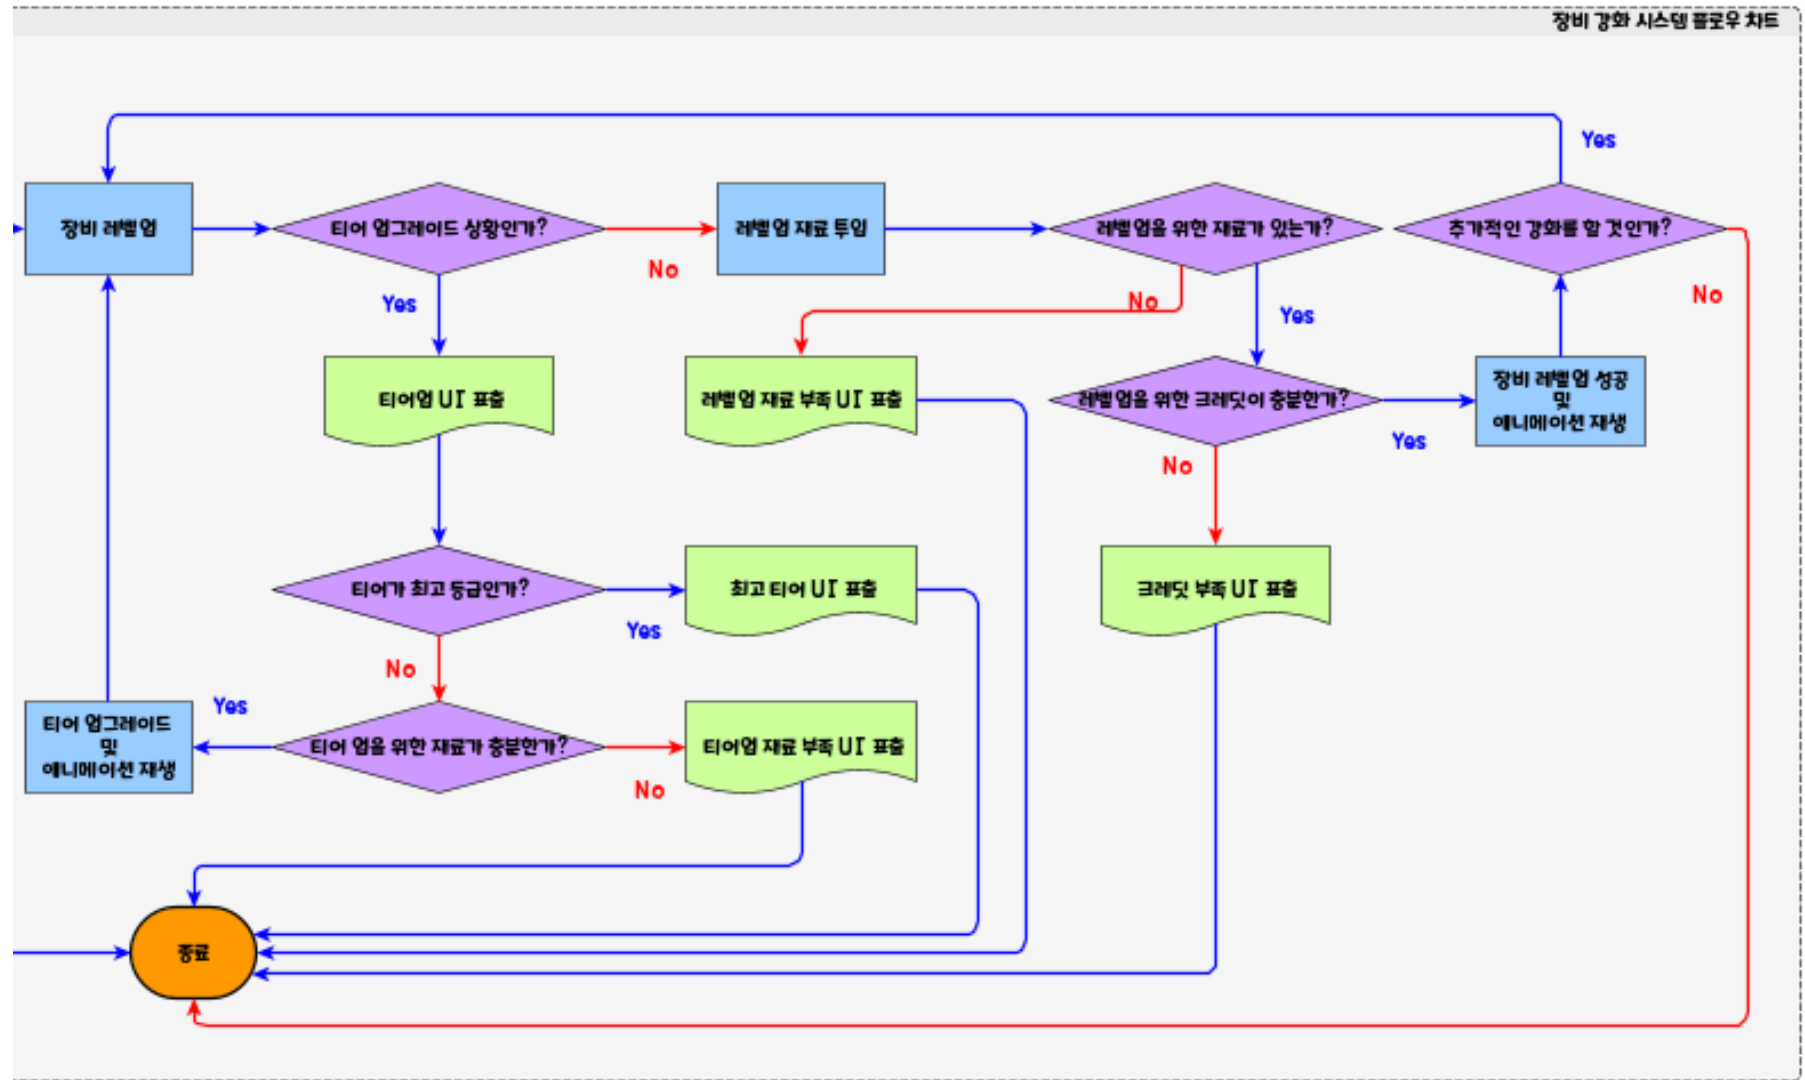 장비 강화 시스템 플로우 차트
Yes
장비 레벨업
티어 업그레이드 상황인가?
레벨업 재료 투입
레벨업을 위한 재료가 있는가?
추가적인 강화를 할 것인가?
No
Yes
No
Yes
No
티어업 UI 표출
레벨업 재료 부족 UI 표출
레벨업을 위한 크레딧이 충분한가?
장비 레벨업 성공
및
애니메이션 재생
Yes
No
티어가 최고 등급인가?
최고 티어 UI 표출
크레딧 부족 UI 표출
Yes
No
Yes
티어 업그레이드
및
애니메이션 재생
티어 업을 위한 재료가 충분한가?
티어업 재료 부족 UI 표출
No
종료